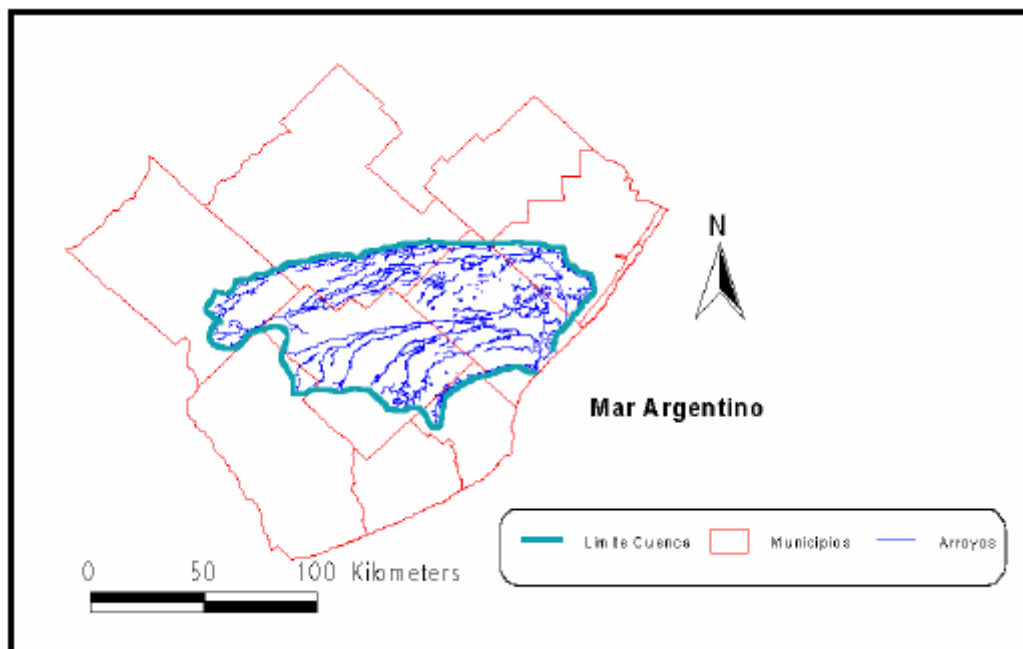 N
Mar Argentino
Limite Cuenca
Municipios
Arroyos
0 50 100 Kilometers